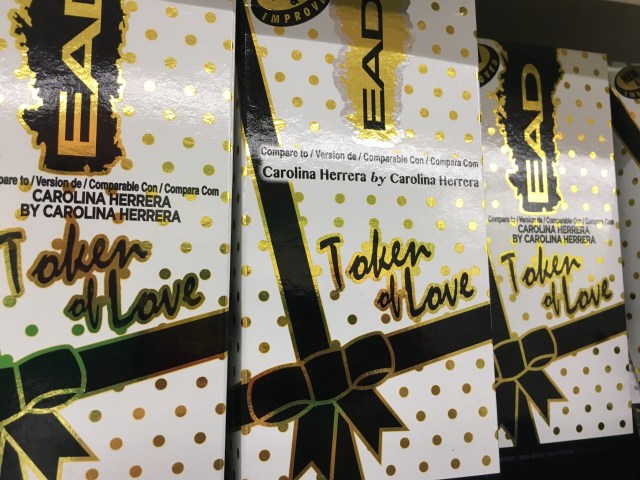 EAD
are to / Version de / Comparable Con / Compara Com
CAROLINA HERRERA
BY CAROLINA HERRERA
Token
of Love
IMPROVE
EAD
Compare to / Version de / Comparable Con / Compara Com
Carolina Herrera by Carolina Herrera
Token
of Love
EAD
Compare to / Version de / Comparable Con / Compara Com
CAROLINA HERRERA
BY CAROLINA HERRERA
Token
of Love